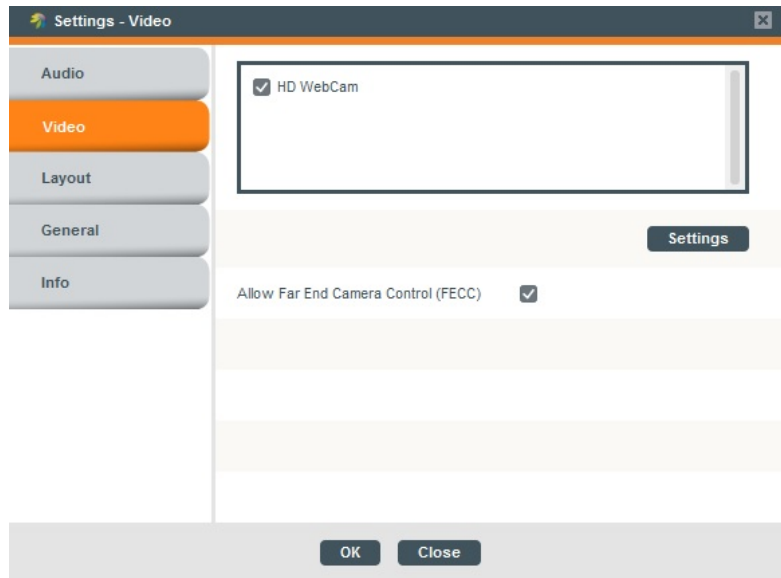 Settings - Video
Audio
Video
Layout
General
Info
HD WebCam
Settings
Allow Far End Camera Control (FECC)
OK
Close